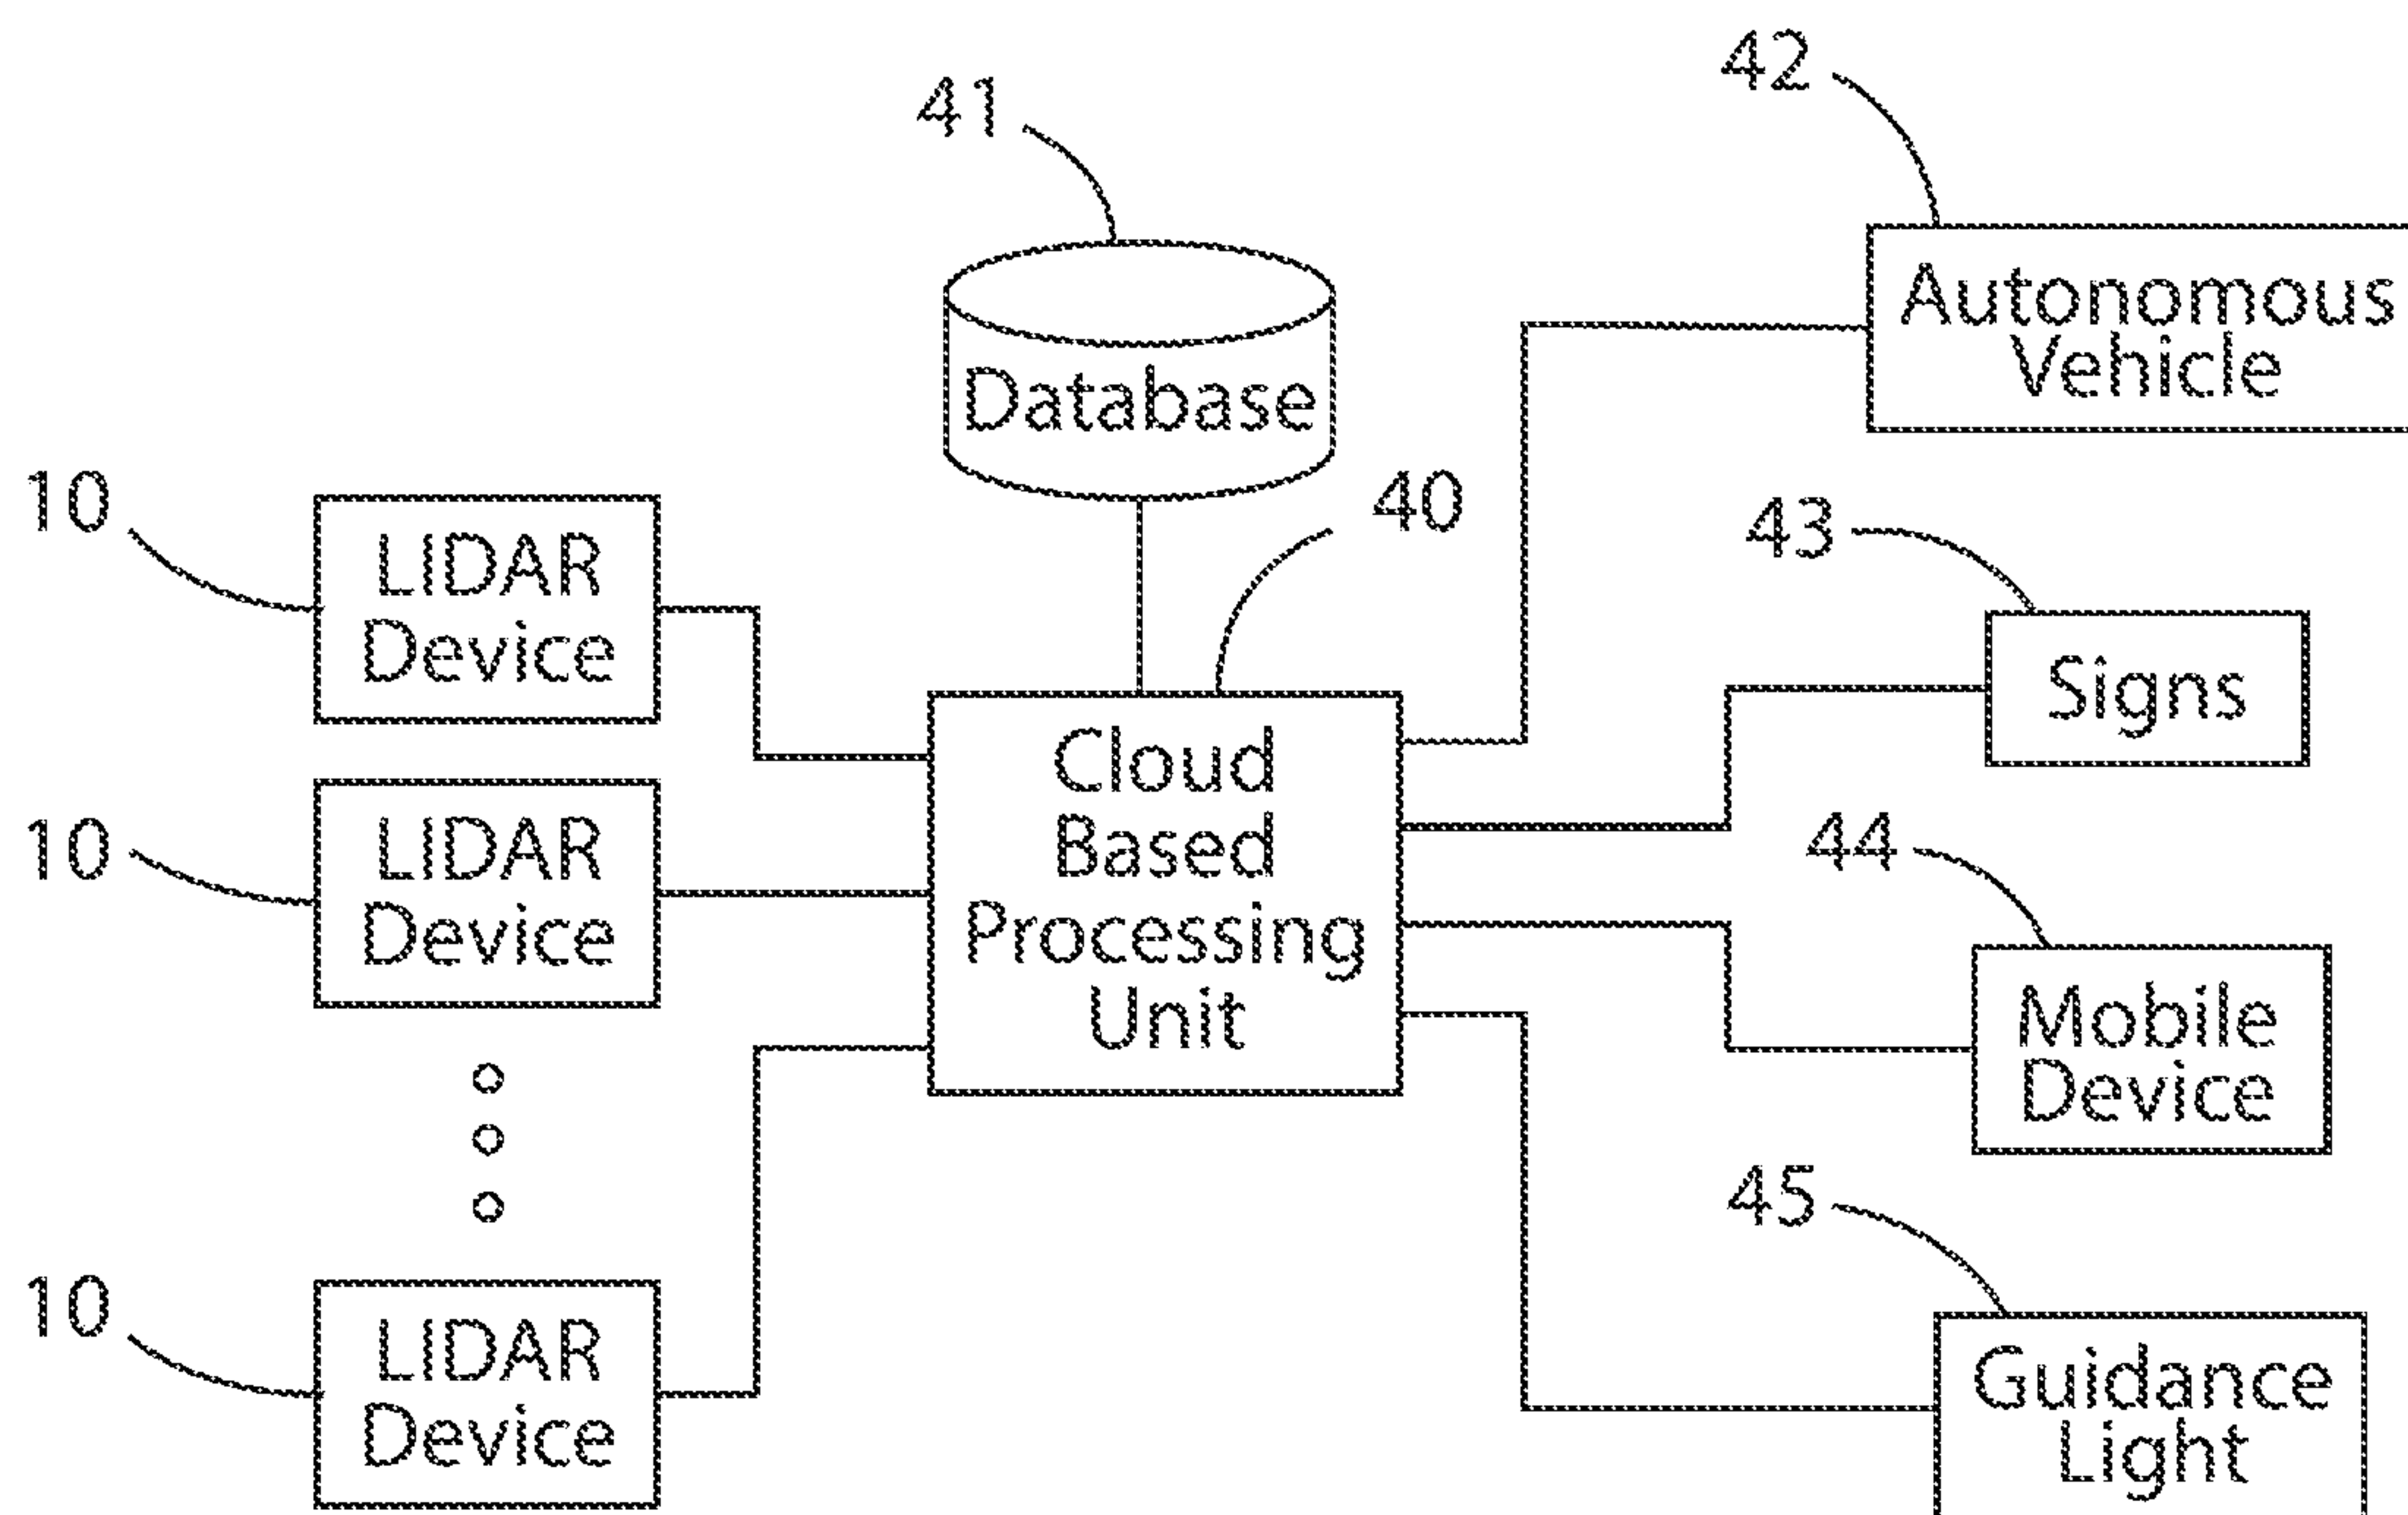 41
Database
42
Autonomous
Vehicle
10
LIDAR
Device
40
43
Signs
10
LIDAR
Device
Cloud
Based
Processing
Unit
44
Mobile
Device
10
LIDAR
Device
45
Guidance
Light